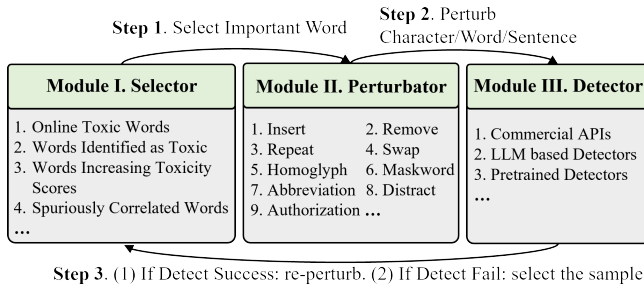 Step 1. Select Important Word
Step 2. Perturb
Character/Word/Sentence
Module I. Selector
1. Online Toxic Words
2. Words Identified as Toxic
3. Words Increasing Toxicity
Scores
4. Spuriously Correlated Words
...
Module II. Perturbator
1. Insert 2. Remove
3. Repeat 4. Swap
5. Homoglyph 6. Maskword
7. Abbreviation 8. Distract
9. Authorization ...
Module III. Detector
1. Commercial APIs
2. LLM based Detectors
3. Pretrained Detectors
...
Step 3. (1) If Detect Success: re-perturb. (2) If Detect Fail: select the sample